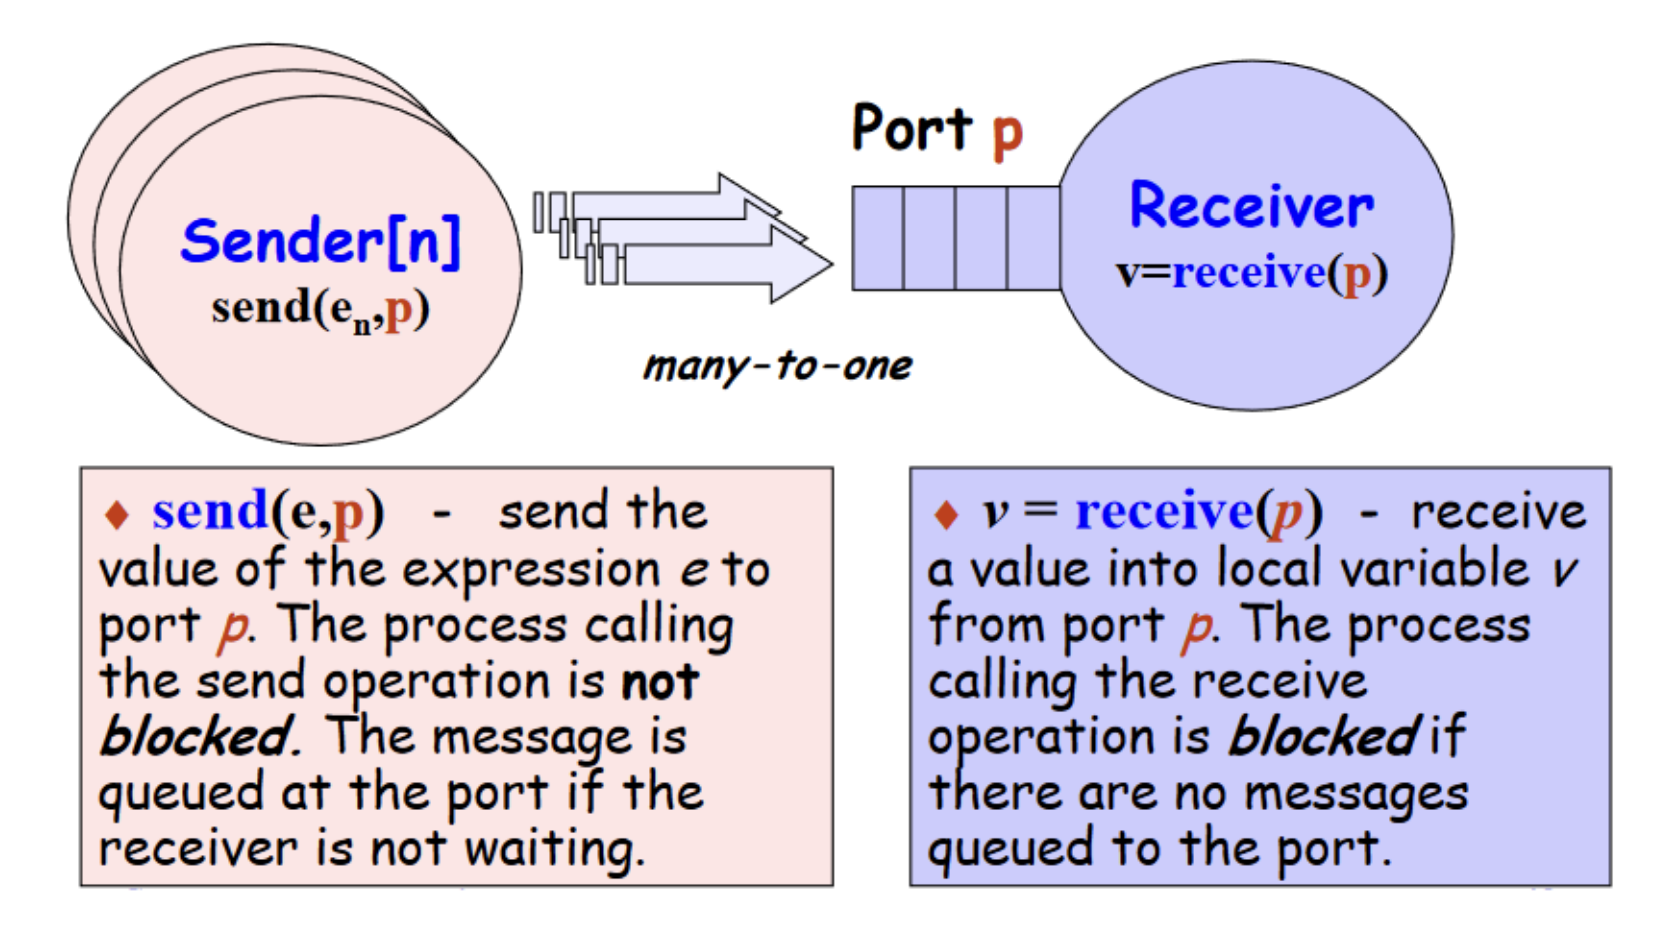 Port p
Sender[n]
send(eₙ,p)
Receiver
v=receive(p)
many-to-one
♦ send(e,p) - send the
value of the expression e to
port p. The process calling
the send operation is not
blocked. The message is
queued at the port if the
receiver is not waiting.
♦ v = receive(p) - receive
a value into local variable v
from port p. The process
calling the receive
operation is blocked if
there are no messages
queued to the port.